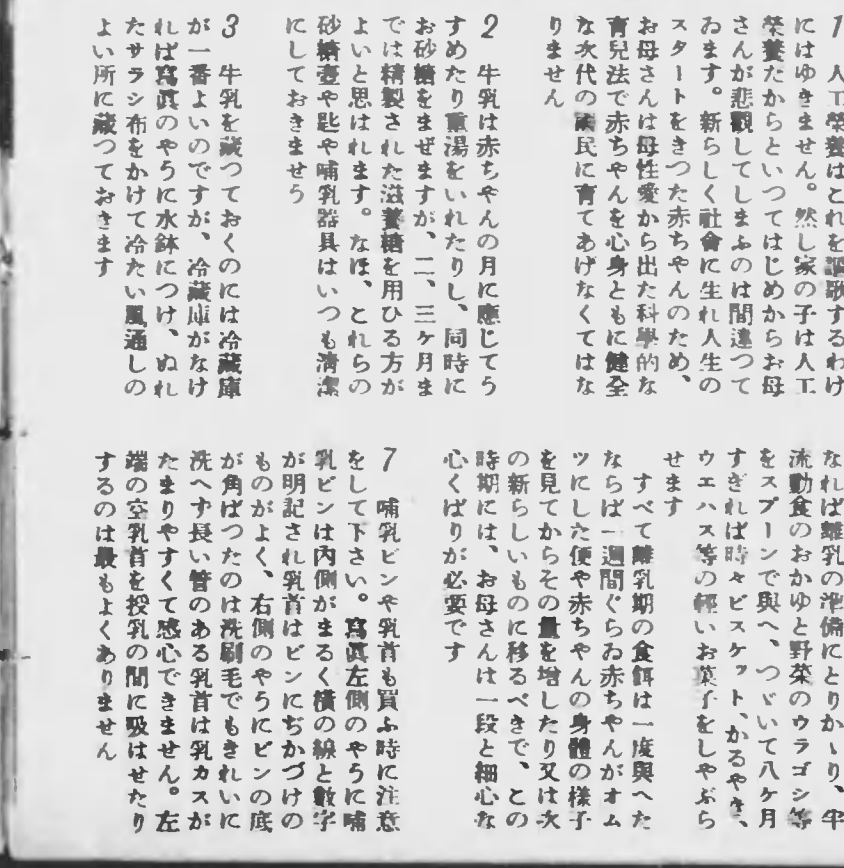 1　人工榮養はこれを謳歌するわけ
にはゆきません。然し家の子は人工
榮養だからといつてはじめからお母
さんが悲觀してしまふのは間違つて
ゐます。新らしく社會に生れ人生の
スタートをきつた赤ちやんのため、
お母さんは母性愛から出た科學的な
育兒法で赤ちやんを心身ともに健全
な次代の國民に育てあげなくてはな
りません
2　牛乳は赤ちやんの月に應じてう
すめたり重湯をいれたりし、同時に
お砂糖をまぜますが、二、三ヶ月ま
では精製された滋養糖を用ひる方が
よいと思はれます。なほ、これらの
砂糖壺や匙や哺乳器具はいつも淸潔
にしておきませう
3　牛乳を藏つておくのには冷藏庫
が一番よいのですが、冷藏庫がなけ
れば寫眞のやうに水鉢につけ、ぬれ
たサラシ布をかけて冷たい風通しの
よい所に藏つておきます
なれば離乳の準備にとりかゝり、半
流動食のおかゆと野菜のウラゴシ等
をスプーンで與へ、つゞいて八ケ月
すぎれば時々ビスケット、かるやき、
ウエハス等の輕いお菓子をしやぶら
せます
すべて離乳期の食餌は一度與へた
ならば一週間ぐらゐ赤ちやんがオム
ツにした便や赤ちやんの身體の樣子
を見てからその量を增したり又は次
の新らしいものに移るべきで、この
時期には、お母さんは一段と細心な
心くばりが必要です
7　哺乳ビンや乳首も買ふ時に注意
をして下さい。寫眞左側のやうに哺
乳ビンは内側がまるく橫の線と數字
が明記され乳首はビンにぢかづけの
ものがよく、右側のやうにビンの底
が角ばつたのは洗刷毛でもきれいに
洗へず長い管のある乳首は乳カスが
たまりやすくて感心できません。左
端の空乳首を授乳の間に吸はせたり
するのは最もよくありません